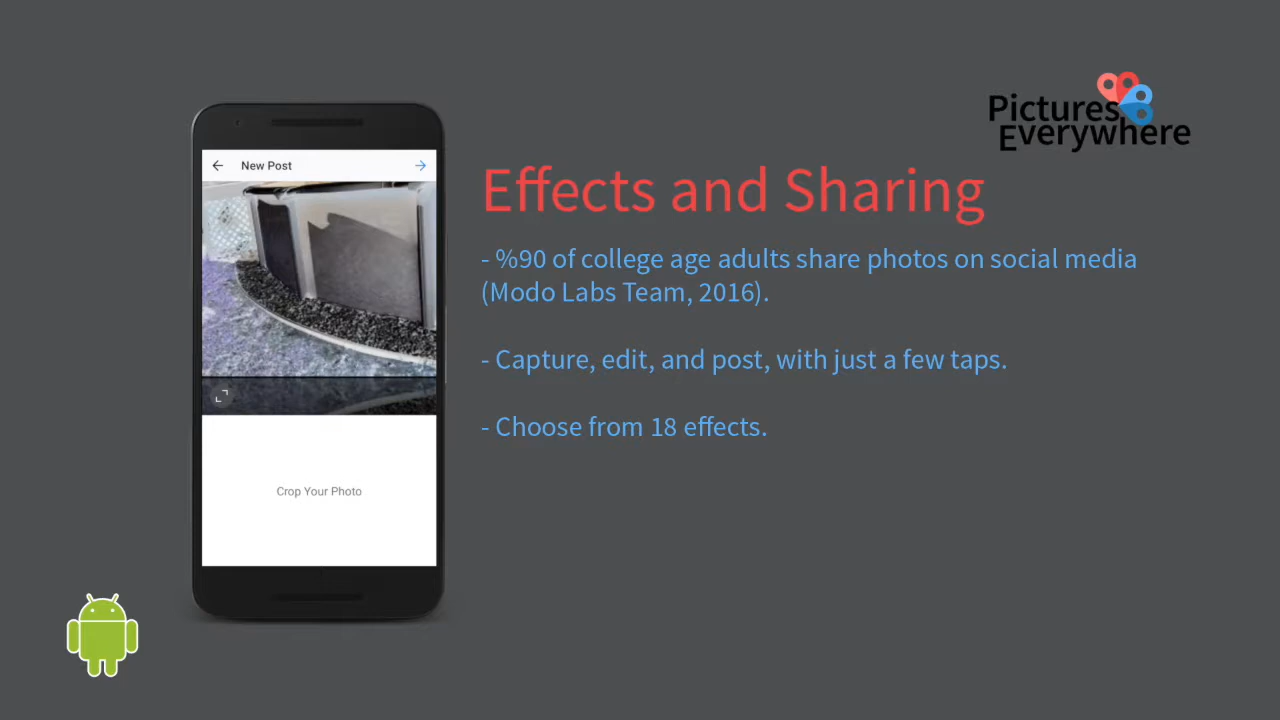 Pictures
Everywhere
New Post
Effects and Sharing
- %90 of college age adults share photos on social media
(Modo Labs Team, 2016).
- Capture, edit, and post, with just a few taps.
- Choose from 18 effects.
Crop Your Photo